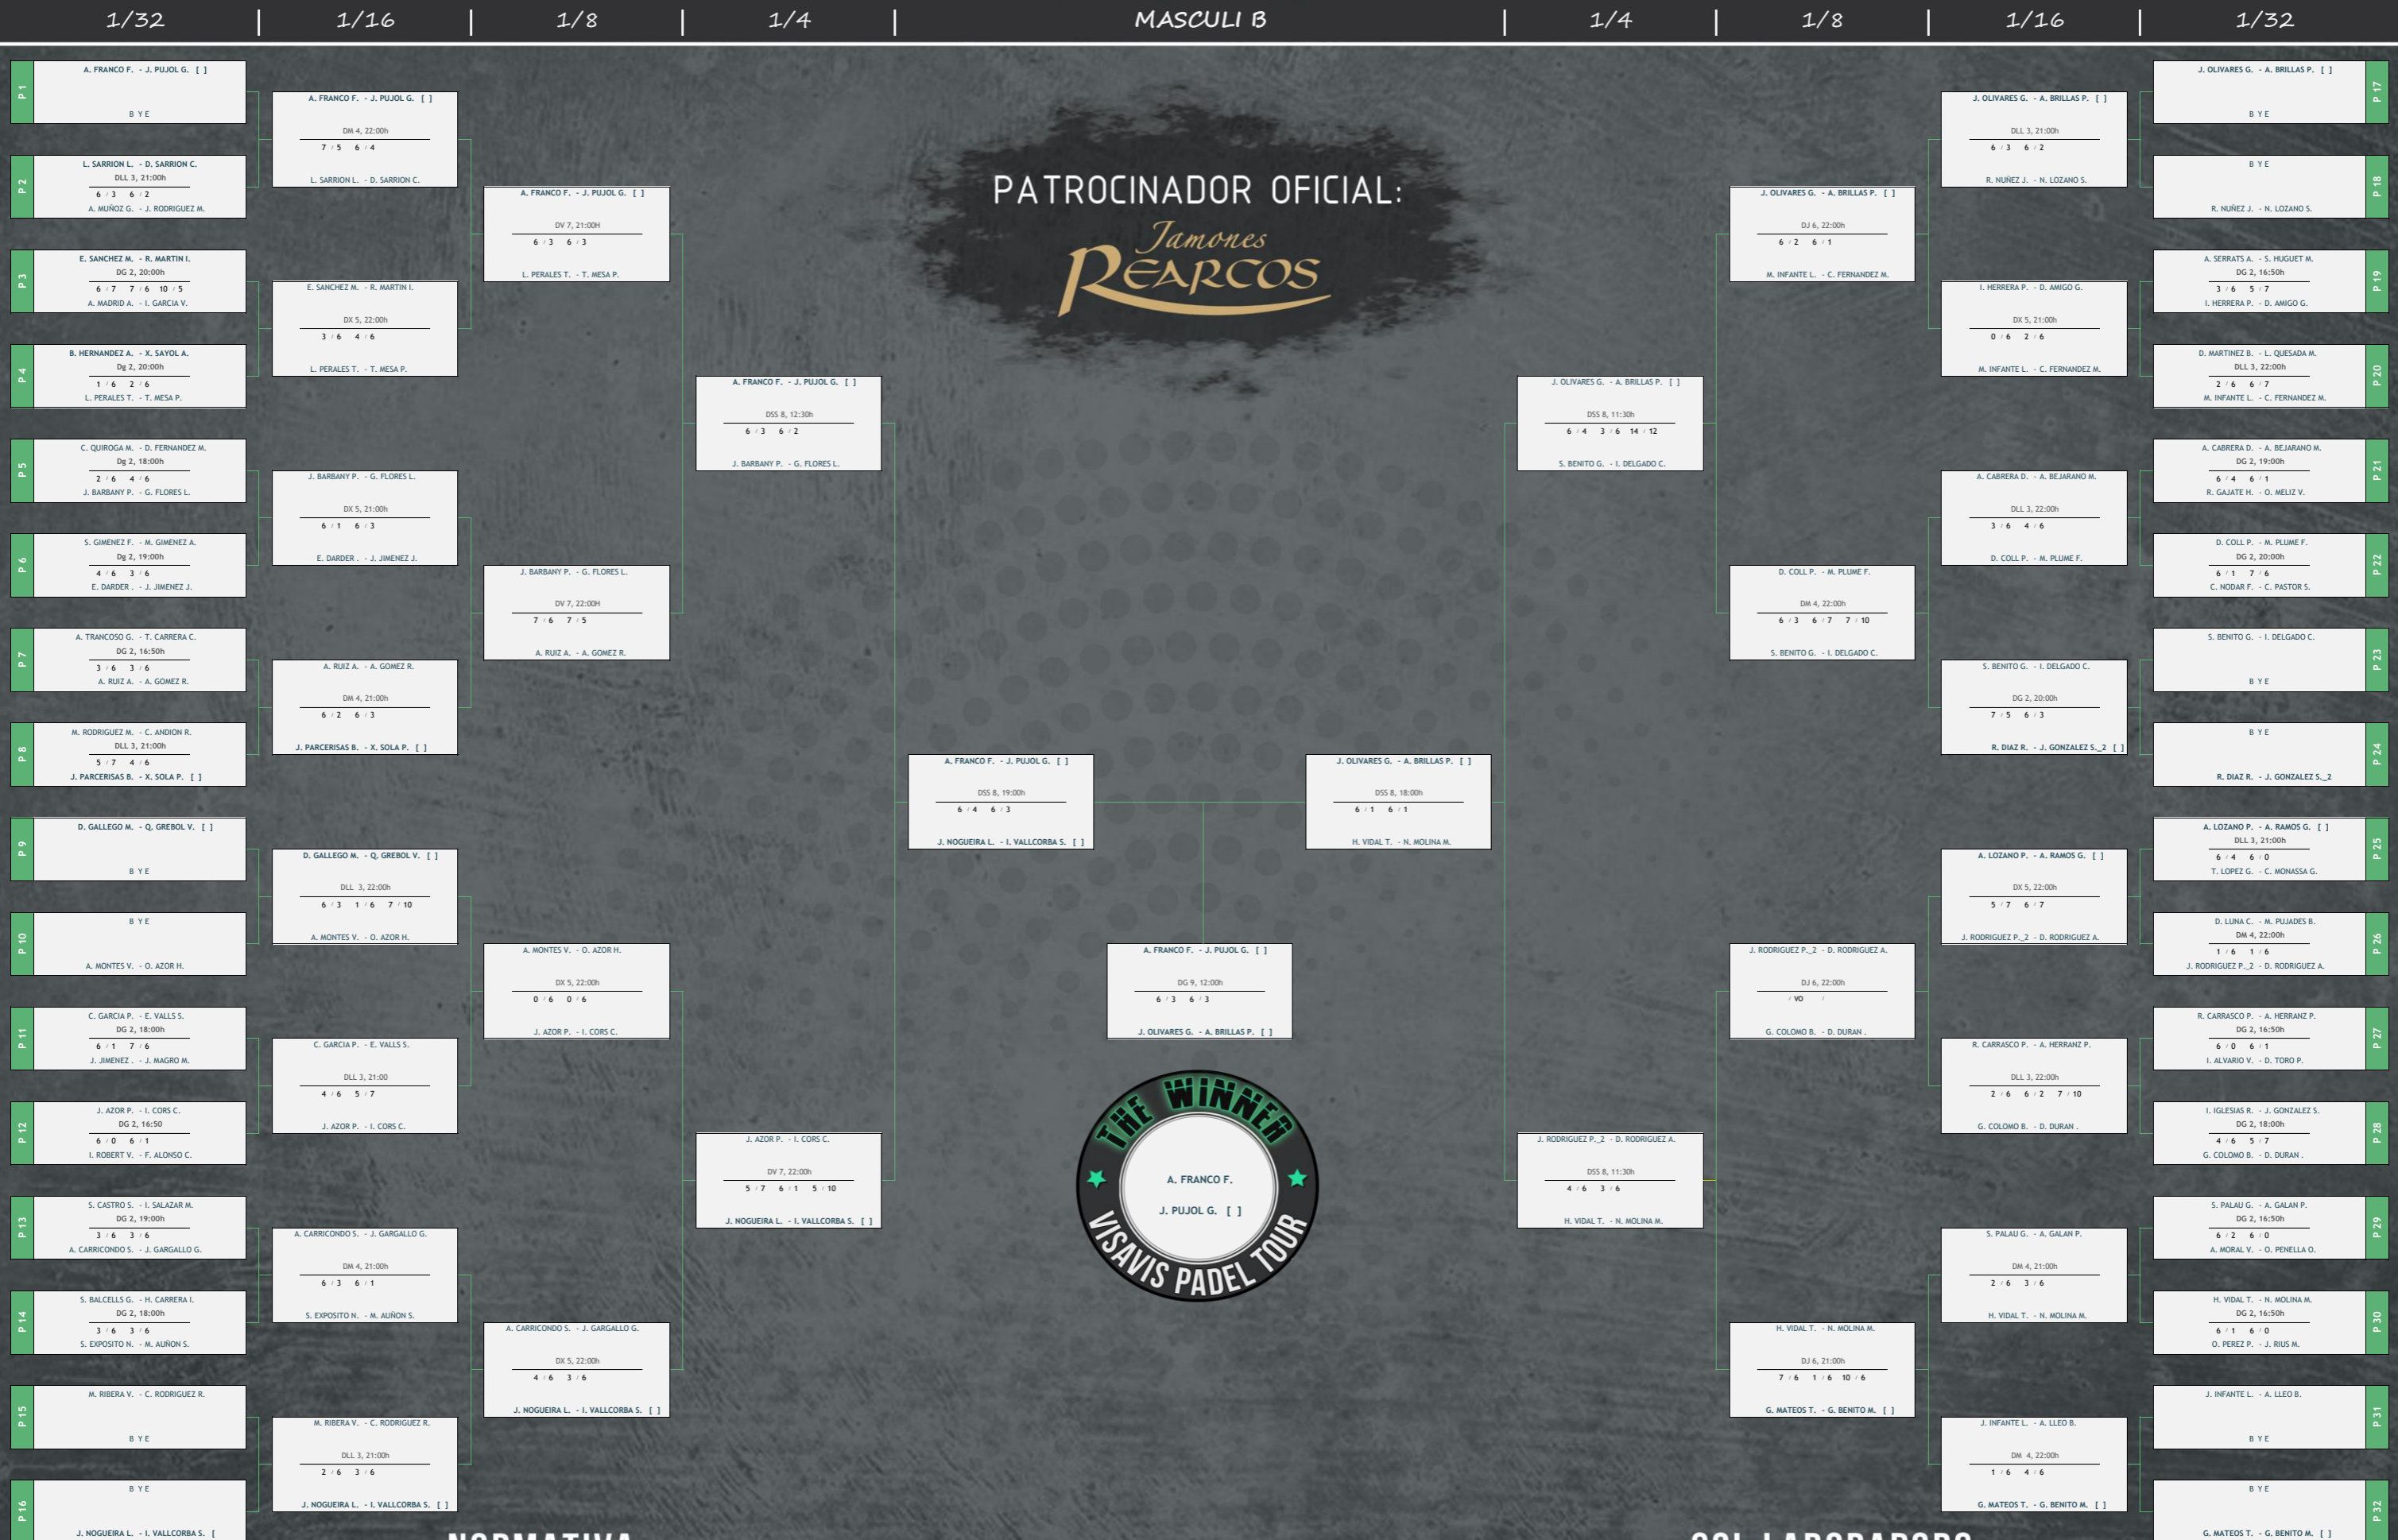 1/32 | 1/16 | 1/8 | 1/4 | MASCULI B | 1/4 | 1/8 | 1/16 | 1/32
P 1
A. FRANCO F. - J. PUJOL G. [ ]
B Y E
P 2
L. SARRION L. - D. SARRION C.
DLL 3, 21:00h
6 / 3 6 / 2
A. MUÑOZ G. - J. RODRIGUEZ M.
P 3
E. SANCHEZ M. - R. MARTIN I.
DG 2, 20:00h
6 / 7 7 / 6 10 / 5
A. MADRID A. - I. GARCIA V.
P 4
B. HERNANDEZ A. - X. SAYOL A.
Dg 2, 20:00h
1 / 6 2 / 6
L. PERALES T. - T. MESA P.
P 5
C. QUIROGA M. - D. FERNANDEZ M.
Dg 2, 18:00h
2 / 6 4 / 6
J. BARBANY P. - G. FLORES L.
P 6
S. GIMENEZ F. - M. GIMENEZ A.
Dg 2, 19:00h
4 / 6 3 / 6
E. DARDER . - J. JIMENEZ J.
P 7
A. TRANCOSO G. - T. CARRERA C.
DG 2, 16:50h
3 / 6 3 / 6
A. RUIZ A. - A. GOMEZ R.
P 8
M. RODRIGUEZ M. - C. ANDION R.
DLL 3, 21:00h
5 / 7 4 / 6
J. PARCERISAS B. - X. SOLA P. [ ]
P 9
D. GALLEGO M. - Q. GREBOL V. [ ]
B Y E
P 10
B Y E
A. MONTES V. - O. AZOR H.
P 11
C. GARCIA P. - E. VALLS S.
DG 2, 18:00h
6 / 1 7 / 6
J. JIMENEZ . - J. MAGRO M.
P 12
J. AZOR P. - I. CORS C.
DG 2, 16:50
6 / 0 6 / 1
I. ROBERT V. - F. ALONSO C.
P 13
S. CASTRO S. - I. SALAZAR M.
DG 2, 19:00h
3 / 6 3 / 6
A. CARRICONDO S. - J. GARGALLO G.
P 14
S. BALCELLS G. - H. CARRERA I.
DG 2, 18:00h
3 / 6 3 / 6
S. EXPOSITO N. - M. AUÑON S.
P 15
M. RIBERA V. - C. RODRIGUEZ R.
B Y E
P 16
B Y E
J. NOGUEIRA L. - I. VALLCORBA S. [
A. FRANCO F. - J. PUJOL G. [ ]
DM 4, 22:00h
7 / 5 6 / 4
L. SARRION L. - D. SARRION C.
E. SANCHEZ M. - R. MARTIN I.
DX 5, 22:00h
3 / 6 4 / 6
L. PERALES T. - T. MESA P.
J. BARBANY P. - G. FLORES L.
DX 5, 21:00h
6 / 1 6 / 3
E. DARDER . - J. JIMENEZ J.
A. RUIZ A. - A. GOMEZ R.
DM 4, 21:00h
6 / 2 6 / 3
J. PARCERISAS B. - X. SOLA P. [ ]
D. GALLEGO M. - Q. GREBOL V. [ ]
DLL 3, 22:00h
6 / 3 1 / 6 7 / 10
A. MONTES V. - O. AZOR H.
C. GARCIA P. - E. VALLS S.
DLL 3, 21:00
4 / 6 5 / 7
J. AZOR P. - I. CORS C.
A. CARRICONDO S. - J. GARGALLO G.
DM 4, 21:00h
6 / 3 6 / 1
S. EXPOSITO N. - M. AUÑON S.
M. RIBERA V. - C. RODRIGUEZ R.
DLL 3, 21:00h
2 / 6 3 / 6
J. NOGUEIRA L. - I. VALLCORBA S. [ ]
A. FRANCO F. - J. PUJOL G. [ ]
DV 7, 21:00H
6 / 3 6 / 3
L. PERALES T. - T. MESA P.
J. BARBANY P. - G. FLORES L.
DV 7, 22:00H
7 / 6 7 / 5
A. RUIZ A. - A. GOMEZ R.
A. MONTES V. - O. AZOR H.
DX 5, 22:00h
0 / 6 0 / 6
J. AZOR P. - I. CORS C.
A. CARRICONDO S. - J. GARGALLO G.
DX 5, 22:00h
4 / 6 3 / 6
J. NOGUEIRA L. - I. VALLCORBA S. [ ]
A. FRANCO F. - J. PUJOL G. [ ]
DSS 8, 12:30h
6 / 3 6 / 2
J. BARBANY P. - G. FLORES L.
J. AZOR P. - I. CORS C.
DV 7, 22:00h
5 / 7 6 / 1 5 / 10
J. NOGUEIRA L. - I. VALLCORBA S. [ ]
PATROCINADOR OFICIAL:
Jamones
REARCOS
A. FRANCO F. - J. PUJOL G. [ ]
DSS 8, 19:00h
6 / 4 6 / 3
J. NOGUEIRA L. - I. VALLCORBA S. [ ]
J. OLIVARES G. - A. BRILLAS P. [ ]
DSS 8, 18:00h
6 / 1 6 / 1
H. VIDAL T. - N. MOLINA M.
A. FRANCO F. - J. PUJOL G. [ ]
DG 9, 12:00h
6 / 3 6 / 3
J. OLIVARES G. - A. BRILLAS P. [ ]
THE WINNER
A. FRANCO F.
J. PUJOL G. [ ]
VISAVIS PADEL TOUR
J. OLIVARES G. - A. BRILLAS P. [ ]
DSS 8, 11:30h
6 / 4 3 / 6 14 / 12
S. BENITO G. - I. DELGADO C.
J. RODRIGUEZ P._2 - D. RODRIGUEZ A.
DSS 8, 11:30h
4 / 6 3 / 6
H. VIDAL T. - N. MOLINA M.
J. OLIVARES G. - A. BRILLAS P. [ ]
DJ 6, 22:00h
6 / 2 6 / 1
M. INFANTE L. - C. FERNANDEZ M.
D. COLL P. - M. PLUME F.
DM 4, 22:00h
6 / 3 6 / 7 7 / 10
S. BENITO G. - I. DELGADO C.
J. RODRIGUEZ P._2 - D. RODRIGUEZ A.
DJ 6, 22:00h
/ VO /
G. COLOMO B. - D. DURAN .
H. VIDAL T. - N. MOLINA M.
DJ 6, 21:00h
7 / 6 1 / 6 10 / 6
G. MATEOS T. - G. BENITO M. [ ]
J. OLIVARES G. - A. BRILLAS P. [ ]
DLL 3, 21:00h
6 / 3 6 / 2
R. NUÑEZ J. - N. LOZANO S.
I. HERRERA P. - D. AMIGO G.
DX 5, 21:00h
0 / 6 2 / 6
M. INFANTE L. - C. FERNANDEZ M.
A. CABRERA D. - A. BEJARANO M.
DLL 3, 22:00h
3 / 6 4 / 6
D. COLL P. - M. PLUME F.
S. BENITO G. - I. DELGADO C.
DG 2, 20:00h
7 / 5 6 / 3
R. DIAZ R. - J. GONZALEZ S._2 [ ]
A. LOZANO P. - A. RAMOS G. [ ]
DX 5, 22:00h
5 / 7 6 / 7
J. RODRIGUEZ P._2 - D. RODRIGUEZ A.
R. CARRASCO P. - A. HERRANZ P.
DLL 3, 22:00h
2 / 6 6 / 2 7 / 10
G. COLOMO B. - D. DURAN .
S. PALAU G. - A. GALAN P.
DM 4, 21:00h
2 / 6 3 / 6
H. VIDAL T. - N. MOLINA M.
J. INFANTE L. - A. LLEO B.
DM 4, 22:00h
1 / 6 4 / 6
G. MATEOS T. - G. BENITO M. [ ]
J. OLIVARES G. - A. BRILLAS P. [ ]
B Y E
P 17
B Y E
R. NUÑEZ J. - N. LOZANO S.
P 18
A. SERRATS A. - S. HUGUET M.
DG 2, 16:50h
3 / 6 5 / 7
I. HERRERA P. - D. AMIGO G.
P 19
D. MARTINEZ B. - L. QUESADA M.
DLL 3, 22:00h
2 / 6 6 / 7
M. INFANTE L. - C. FERNANDEZ M.
P 20
A. CABRERA D. - A. BEJARANO M.
DG 2, 19:00h
6 / 4 6 / 1
R. GAJATE H. - O. MELIZ V.
P 21
D. COLL P. - M. PLUME F.
DG 2, 20:00h
6 / 1 7 / 6
C. NODAR F. - C. PASTOR S.
P 22
S. BENITO G. - I. DELGADO C.
B Y E
P 23
B Y E
R. DIAZ R. - J. GONZALEZ S._2
P 24
A. LOZANO P. - A. RAMOS G. [ ]
DLL 3, 21:00h
6 / 4 6 / 0
T. LOPEZ G. - C. MONASSA G.
P 25
D. LUNA C. - M. PUJADES B.
DM 4, 22:00h
1 / 6 1 / 6
J. RODRIGUEZ P._2 - D. RODRIGUEZ A.
P 26
R. CARRASCO P. - A. HERRANZ P.
DG 2, 16:50h
6 / 0 6 / 1
I. ALVARIO V. - D. TORO P.
P 27
I. IGLESIAS R. - J. GONZALEZ S.
DG 2, 18:00h
4 / 6 5 / 7
G. COLOMO B. - D. DURAN .
P 28
S. PALAU G. - A. GALAN P.
DG 2, 16:50h
6 / 2 6 / 0
A. MORAL V. - O. PENELLA O.
P 29
H. VIDAL T. - N. MOLINA M.
DG 2, 16:50h
6 / 1 6 / 0
O. PEREZ P. - J. RIUS M.
P 30
J. INFANTE L. - A. LLEO B.
B Y E
P 31
B Y E
G. MATEOS T. - G. BENITO M. [ ]
P 32
NORMATIVA
COL·LABORADORS